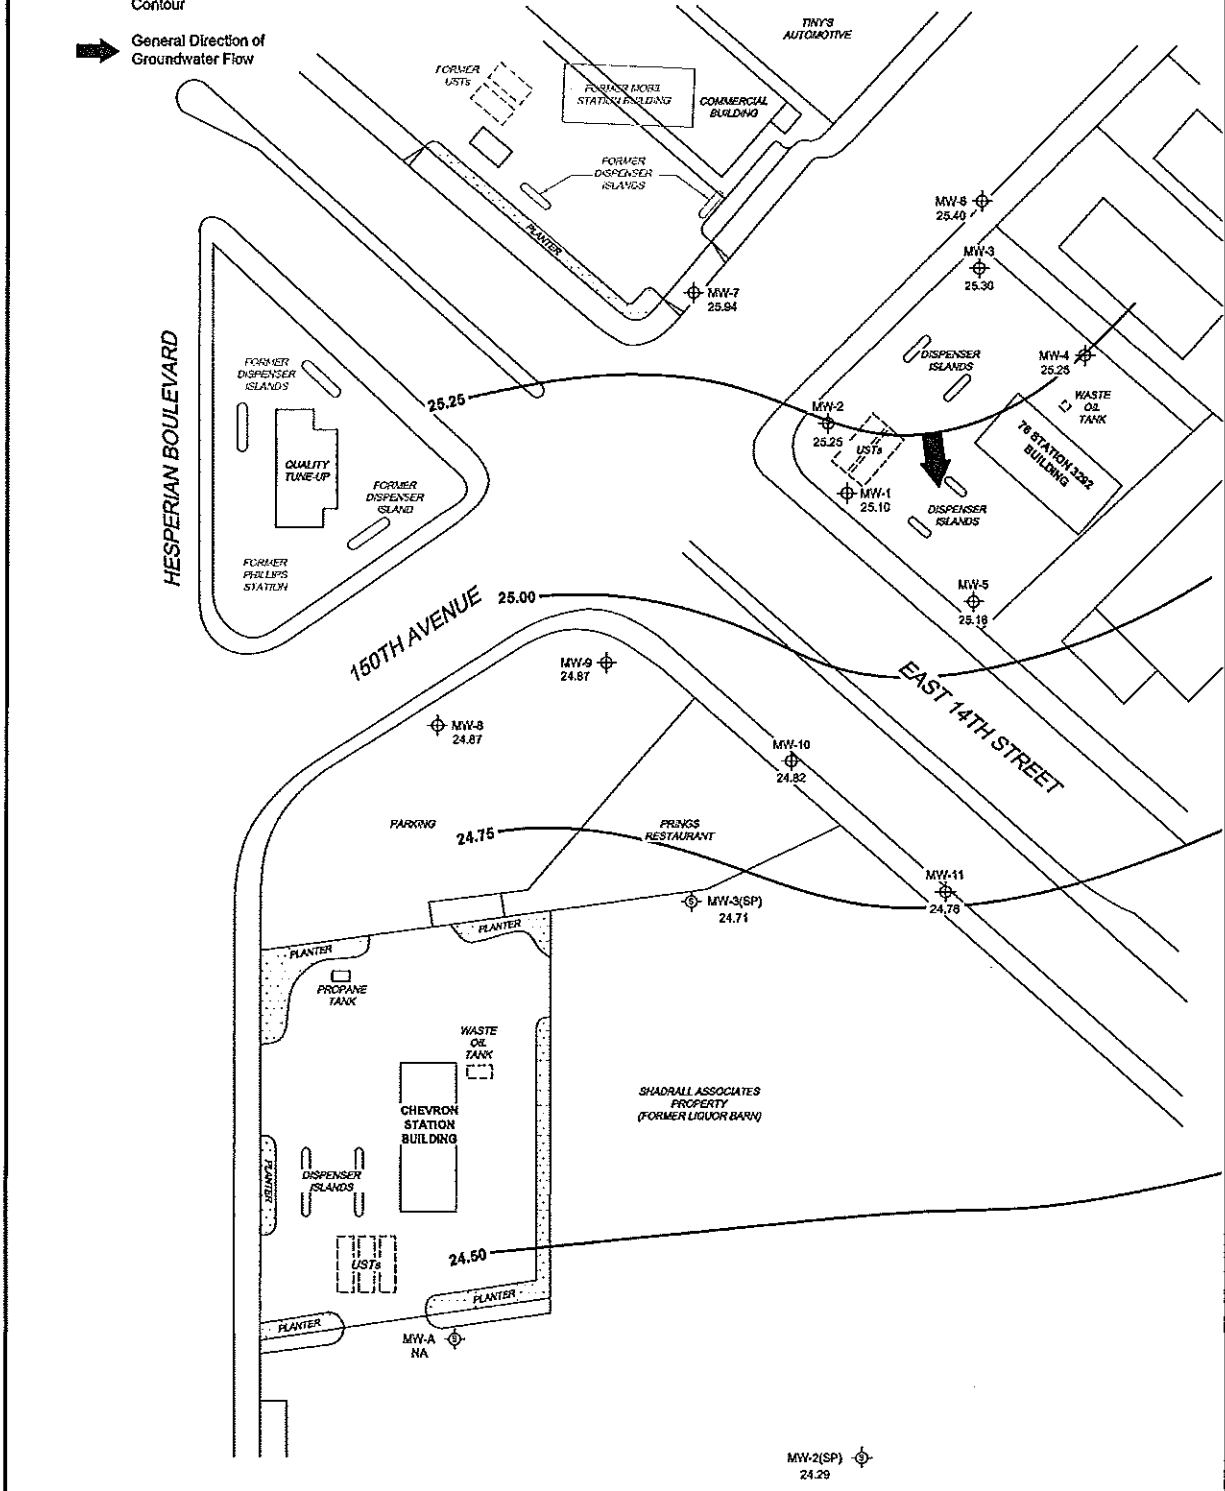 Contour
General Direction of
Groundwater Flow
TINY'S
AUTOMOTIVE
FORMER
USTs
FORMER MOBIL
STATION BUILDING
COMMERCIAL
BUILDING
FORMER
DISPENSER
ISLANDS
PLANTER
MW-6
25.40
MW-3
25.30
MW-7
25.94
HESPERIAN BOULEVARD
FORMER
DISPENSER
ISLANDS
25.25
QUALITY
TUNE-UP
FORMER
DISPENSER
ISLAND
FORMER
PHILLIPS
STATION
DISPENSER
ISLANDS
MW-4
WASTE
OIL
TANK
MW-2
25.25
USTs
76 STATION 3292
BUILDING
MW-1
25.10
DISPENSER
ISLANDS
MW-5
150TH AVENUE
25.00
MW-9
24.87
EAST 14TH STREET
MW-8
24.87
MW-10
24.82
PARKING
24.75
PRINGS
RESTAURANT
MW-11
MW-3(SP)
24.71
PLANTER
PLANTER
PROPANE
TANK
WASTE
OIL
TANK
SHADRALL ASSOCIATES
PROPERTY
(FORMER LIQUOR BARN)
CHEVRON
STATION
BUILDING
PLANTER
DISPENSER
ISLANDS
USTs
24.50
PLANTER
PLANTER
MW-A
NA
MW-2(SP)
24.29